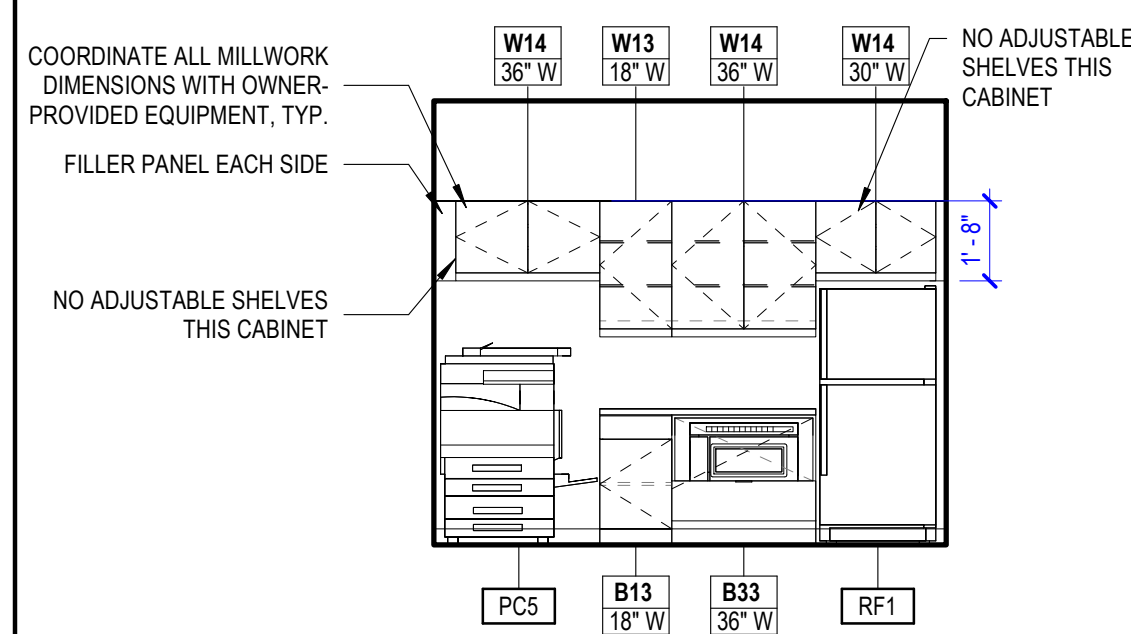 COORDINATE ALL MILLWORK
DIMENSIONS WITH OWNER-
PROVIDED EQUIPMENT, TYP.
FILLER PANEL EACH SIDE
NO ADJUSTABLE SHELVES
THIS CABINET
W14
36" W
W13
18" W
W14
36" W
W14
30" W
NO ADJUSTABLE
SHELVES THIS
CABINET
1' - 8"
PC5
B13
18" W
B33
36" W
RF1